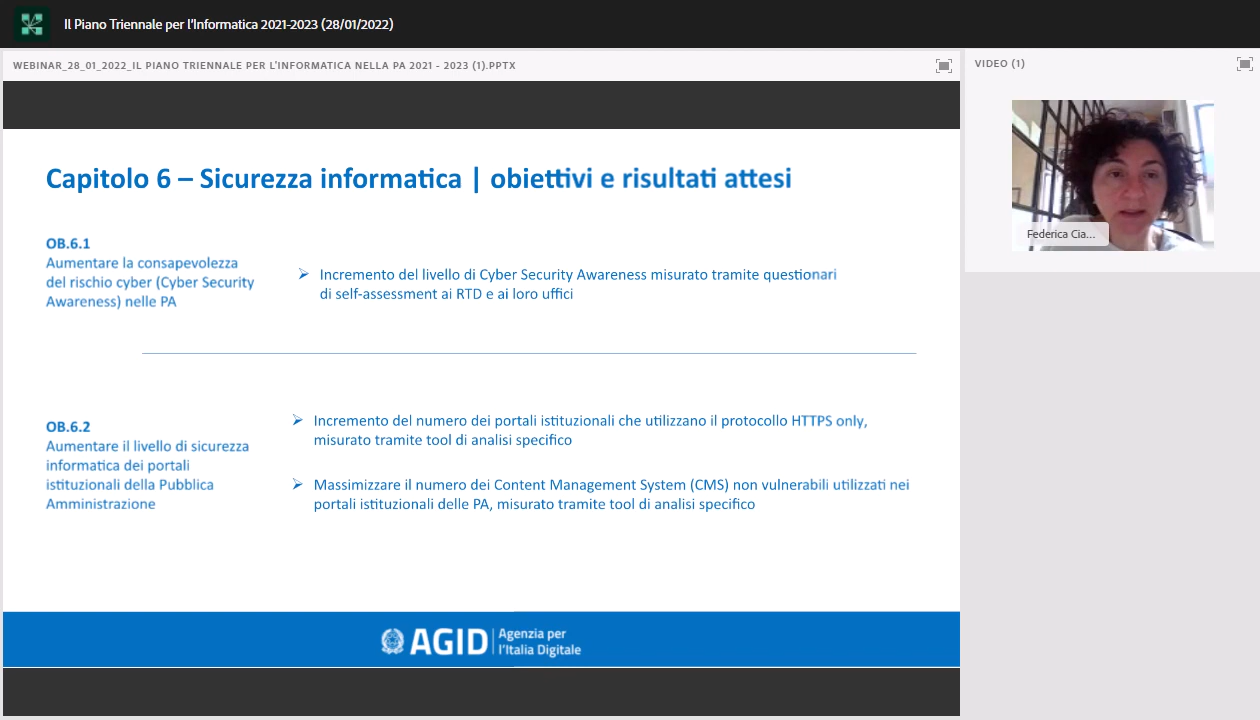 Il Piano Triennale per l'Informatica 2021-2023 (28/01/2022)
WEBINAR_28_01_2022_IL PIANO TRIENNALE PER L'INFORMATICA NELLA PA 2021 - 2023 (1).PPTX
VIDEO (1)
Capitolo 6 – Sicurezza informatica | obiettivi e risultati attesi
OB.6.1
Aumentare la consapevolezza
del rischio cyber (Cyber Security
Awareness) nelle PA
➢ Incremento del livello di Cyber Security Awareness misurato tramite questionari
di self-assessment ai RTD e ai loro uffici
OB.6.2
Aumentare il livello di sicurezza
informatica dei portali
istituzionali della Pubblica
Amministrazione
➢ Incremento del numero dei portali istituzionali che utilizzano il protocollo HTTPS only,
misurato tramite tool di analisi specifico
➢ Massimizzare il numero dei Content Management System (CMS) non vulnerabili utilizzati nei
portali istituzionali delle PA, misurato tramite tool di analisi specifico
AGID
Agenzia per
l'Italia Digitale
Federica Cia...